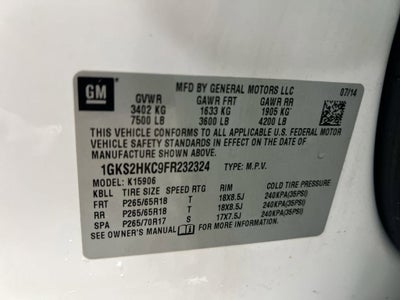 GM
MFD BY GENERAL MOTORS LLC 07/14
GVWR GAWR FRT GAWR RR
3402 KG 1633 KG 1905 KG
7500 LB 3600 LB 4200 LB
THIS VEHICLE CONFORMS TO ALL APPLICABLE U.S. FEDERAL MOTOR
VEHICLE SAFETY STANDARDS IN EFFECT ON THE DATE OF
MANUFACTURE SHOWN ABOVE.
1GKS2HKC9FR232324 TYPE: M.P.V.
MODEL: K15906
KBLL TIRE SIZE SPEED RTG RIM COLD TIRE PRESSURE
FRT P265/65R18 T 18X8.5J 240KPA(35PSI)
RR P265/65R18 T 18X8.5J 240KPA(35PSI)
SPA P265/70R17 S 17X7.5J 240KPA(35PSI)
SEE OWNER'S MANUAL FOR MORE INFORMATION.